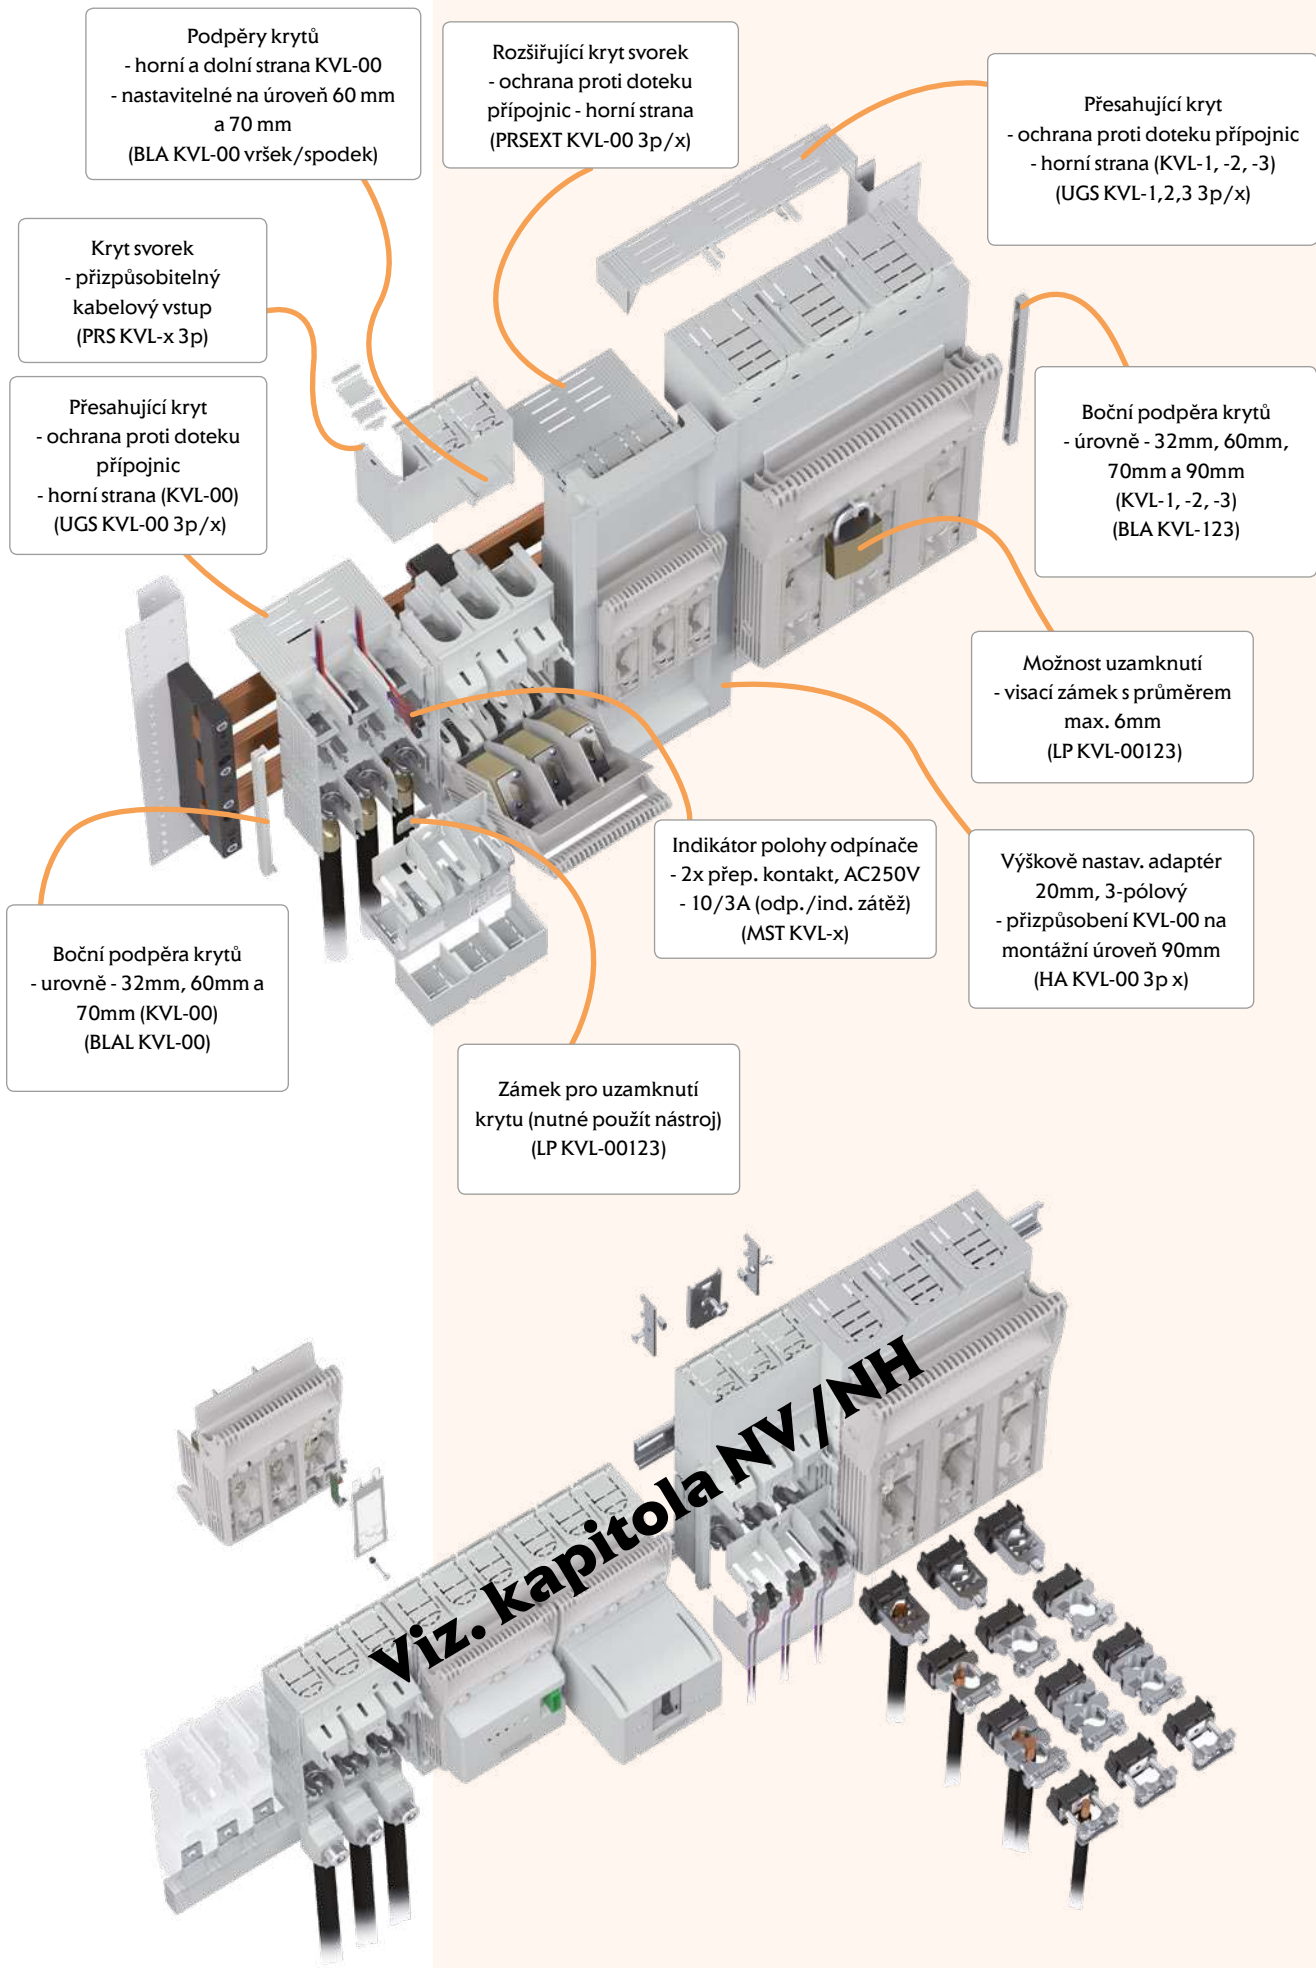 Podpěry krytů
- horní a dolní strana KVL-00
- nastavitelné na úroveň 60 mm
a 70 mm
(BLA KVL-00 vršek/spodek)
Rozšiřující kryt svorek
- ochrana proti doteku
přípojnic - horní strana
(PRSEXT KVL-00 3p/x)
Přesahující kryt
- ochrana proti doteku přípojnic
- horní strana (KVL-1, -2, -3)
(UGS KVL-1,2,3 3p/x)
Kryt svorek
- přizpůsobitelný
kabelový vstup
(PRS KVL-x 3p)
Přesahující kryt
- ochrana proti doteku
přípojnic
- horní strana (KVL-00)
(UGS KVL-00 3p/x)
Boční podpěra krytů
- úrovně - 32mm, 60mm,
70mm a 90mm
(KVL-1, -2, -3)
(BLA KVL-123)
Možnost uzamknutí
- visací zámek s průměrem
max. 6mm
(LP KVL-00123)
Indikátor polohy odpínače
- 2x přep. kontakt, AC250V
- 10/3A (odp./ind. zátěž)
(MST KVL-x)
Výškově nastav. adaptér
20mm, 3-pólový
- přizpůsobení KVL-00 na
montážní úroveň 90mm
(HA KVL-00 3p x)
Boční podpěra krytů
- urovně - 32mm, 60mm a
70mm (KVL-00)
(BLAL KVL-00)
Zámek pro uzamknutí
krytu (nutné použít nástroj)
(LP KVL-00123)
Viz. kapitola NV/NH